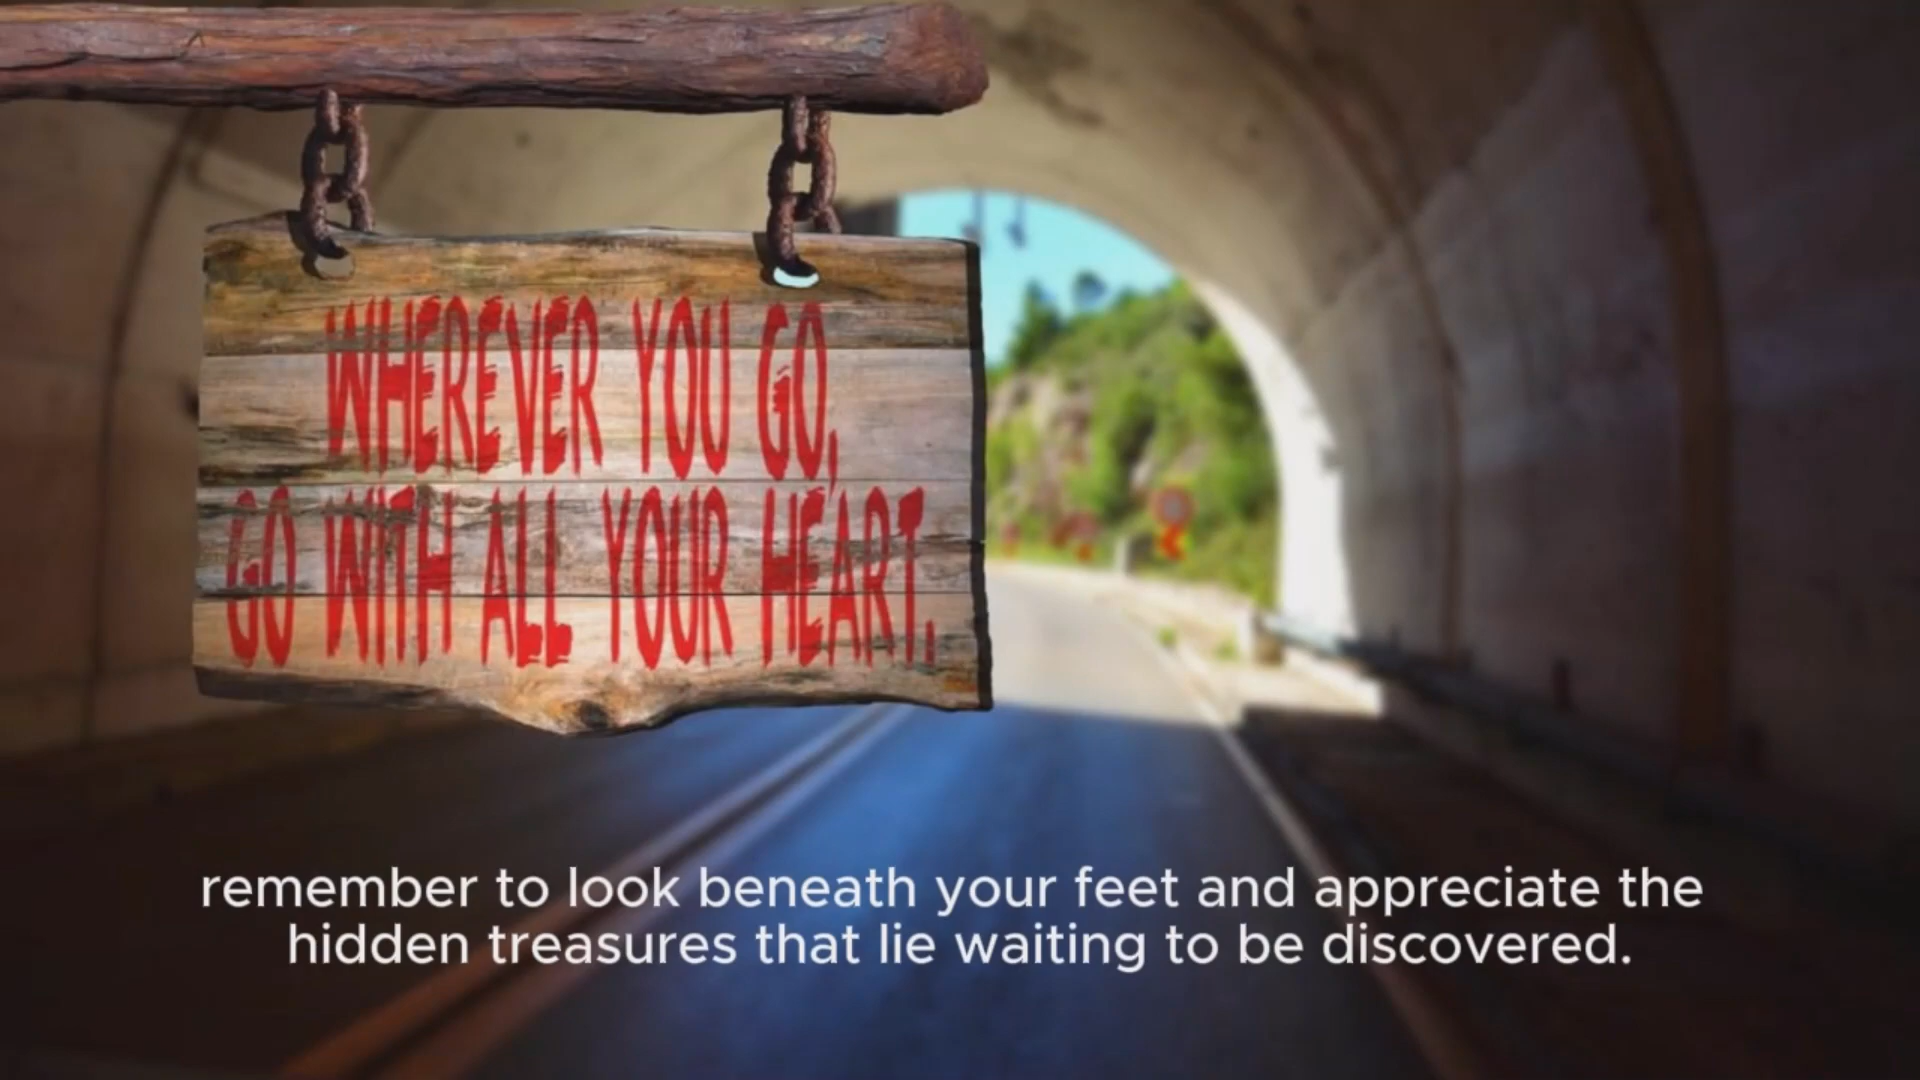 WHEREVER YOU GO,
GO WITH ALL YOUR HEART.
remember to look beneath your feet and appreciate the
hidden treasures that lie waiting to be discovered.